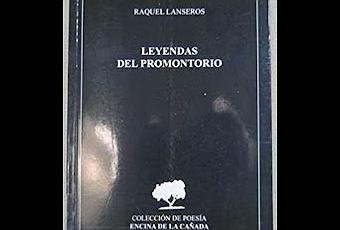 RAQUEL LANSEROS
LEYENDAS
DEL PROMONTORIO
COLECCIÓN DE POESÍA
ENCINA DE LA CAÑADA